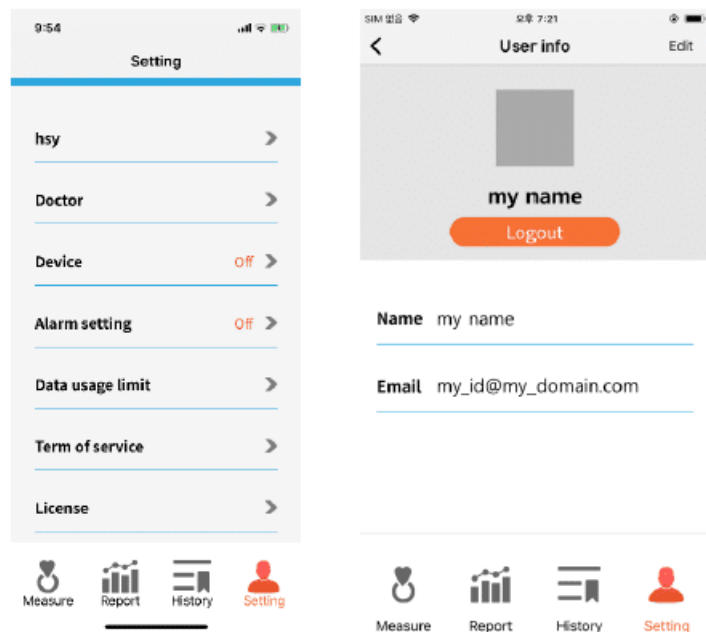 9:54
Setting
hsy
Doctor
Device Off
Alarm setting Off
Data usage limit
Term of service
License
Measure Report History Setting
SIM 없음 오후 7:21
User info Edit
my name
Logout
Name my name
Email my_id@my_domain.com
Measure Report History Setting